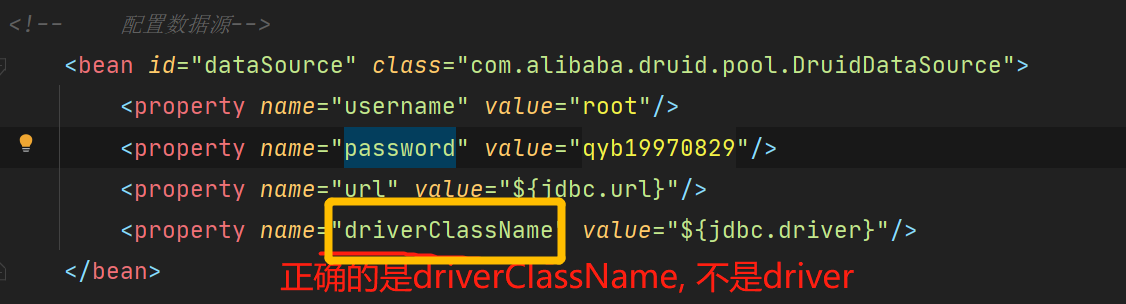 <!--    配置数据源-->
<bean id="dataSource" class="com.alibaba.druid.pool.DruidDataSource">
<property name="username" value="root"/>
<property name="password" value="qyb19970829"/>
<property name="url" value="${jdbc.url}"/>
<property name="driverClassName" value="${jdbc.driver}"/>
</bean>
正确的是driverClassName, 不是driver